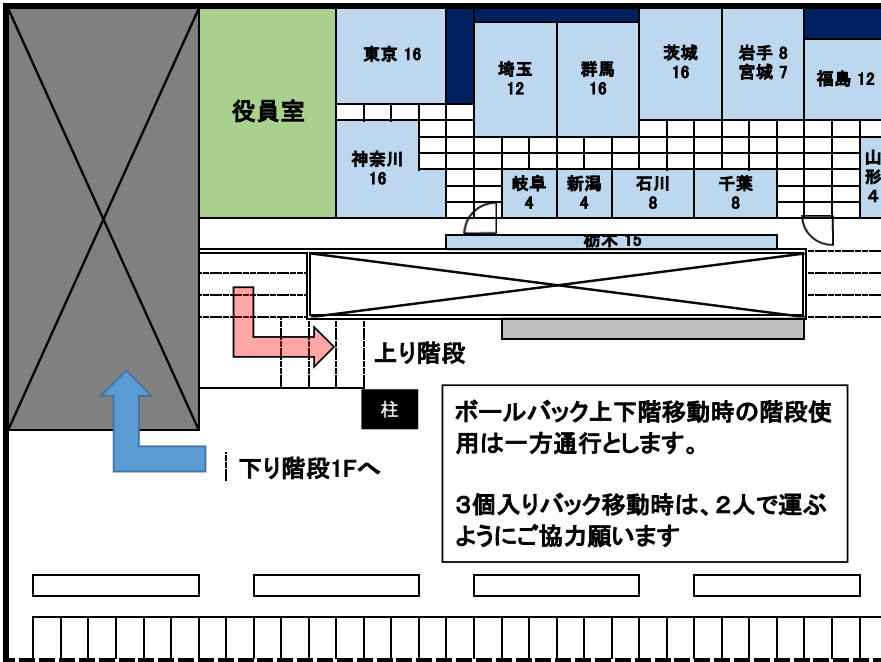 東京 16
埼玉
12
群馬
16
茨城
16
岩手 8
宮城 7
福島 12
役員室
神奈川
16
岐阜
4
新潟
4
石川
8
千葉
8
山
形
4
栃木 15
上り階段
柱
下り階段1Fへ
ボールバック上下階移動時の階段使
用は一方通行とします。
3個入りバック移動時は、2人で運ぶ
ようにご協力願います